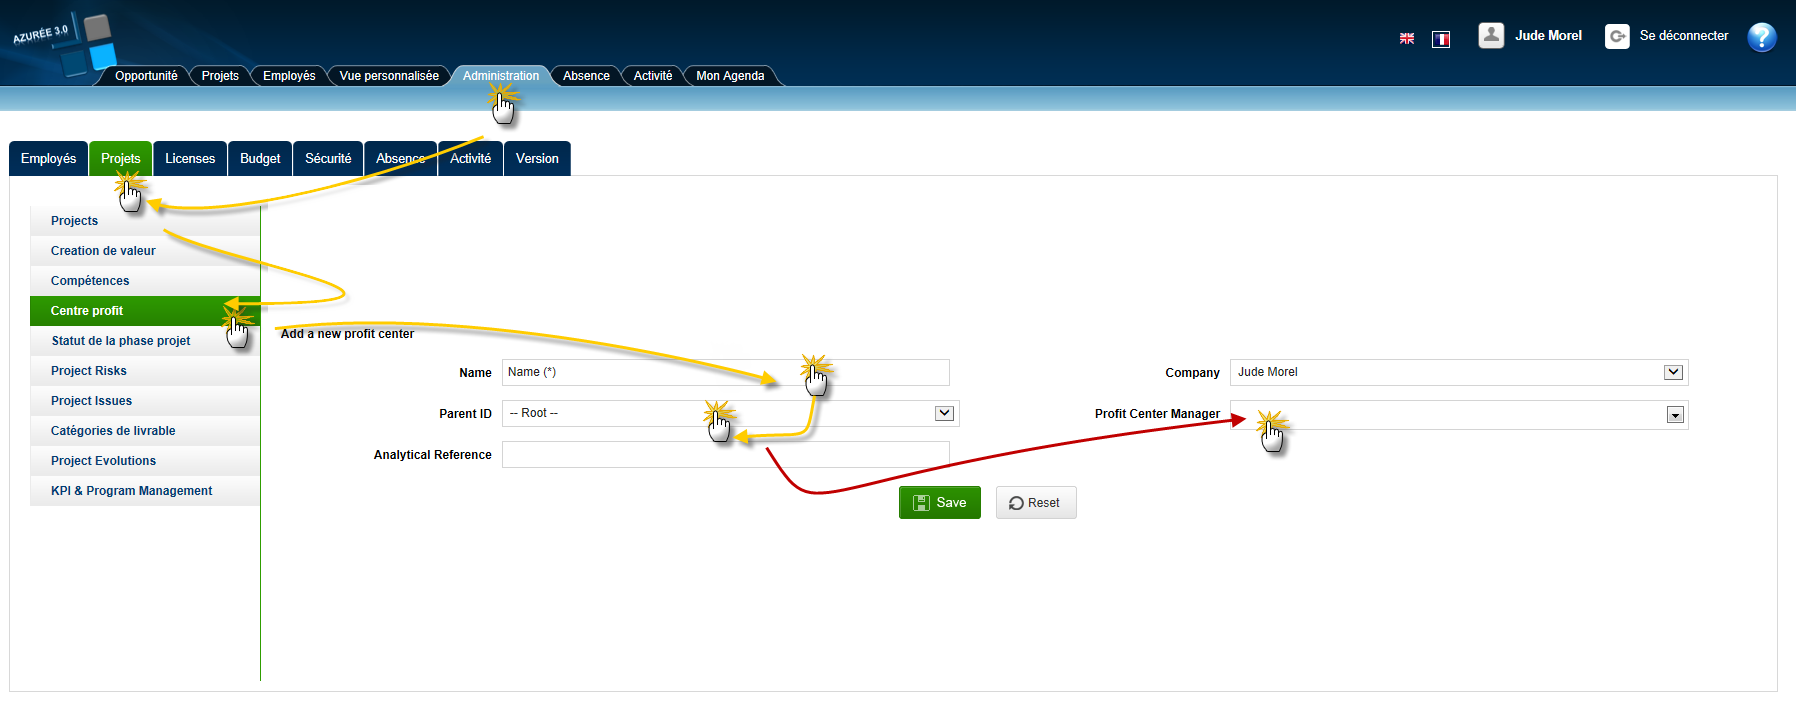 AZURÉE 3.0
Jude Morel
Se déconnecter
?
Opportunité Projets Employés Vue personnalisée Administration Absence Activité Mon Agenda
Employés Projets Licenses Budget Sécurité Absence Activité Version
Projects
Creation de valeur
Compétences
Centre profit
Statut de la phase projet
Project Risks
Project Issues
Catégories de livrable
Project Evolutions
KPI & Program Management
Add a new profit center
Name Name (*) Company Jude Morel
Parent ID -- Root -- Profit Center Manager
Analytical Reference
Save Reset